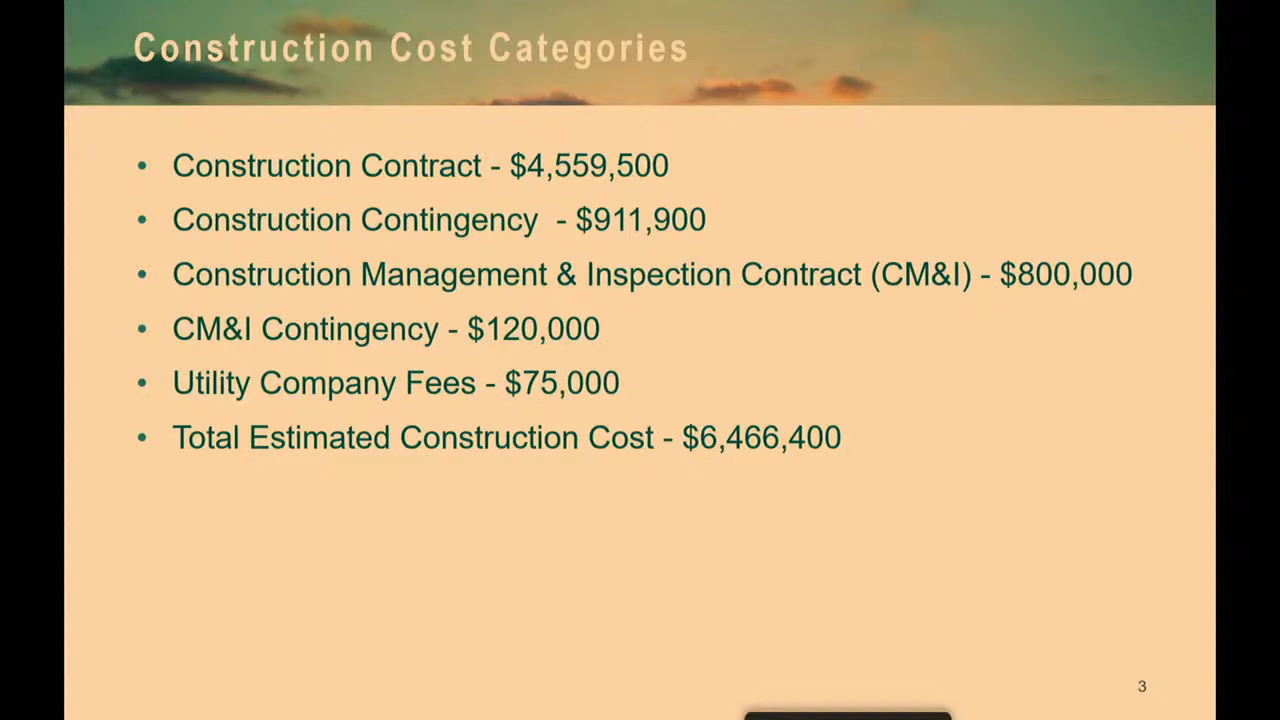 Construction Cost Categories
• Construction Contract - $4,559,500
• Construction Contingency - $911,900
• Construction Management & Inspection Contract (CM&I) - $800,000
• CM&I Contingency - $120,000
• Utility Company Fees - $75,000
• Total Estimated Construction Cost - $6,466,400
3